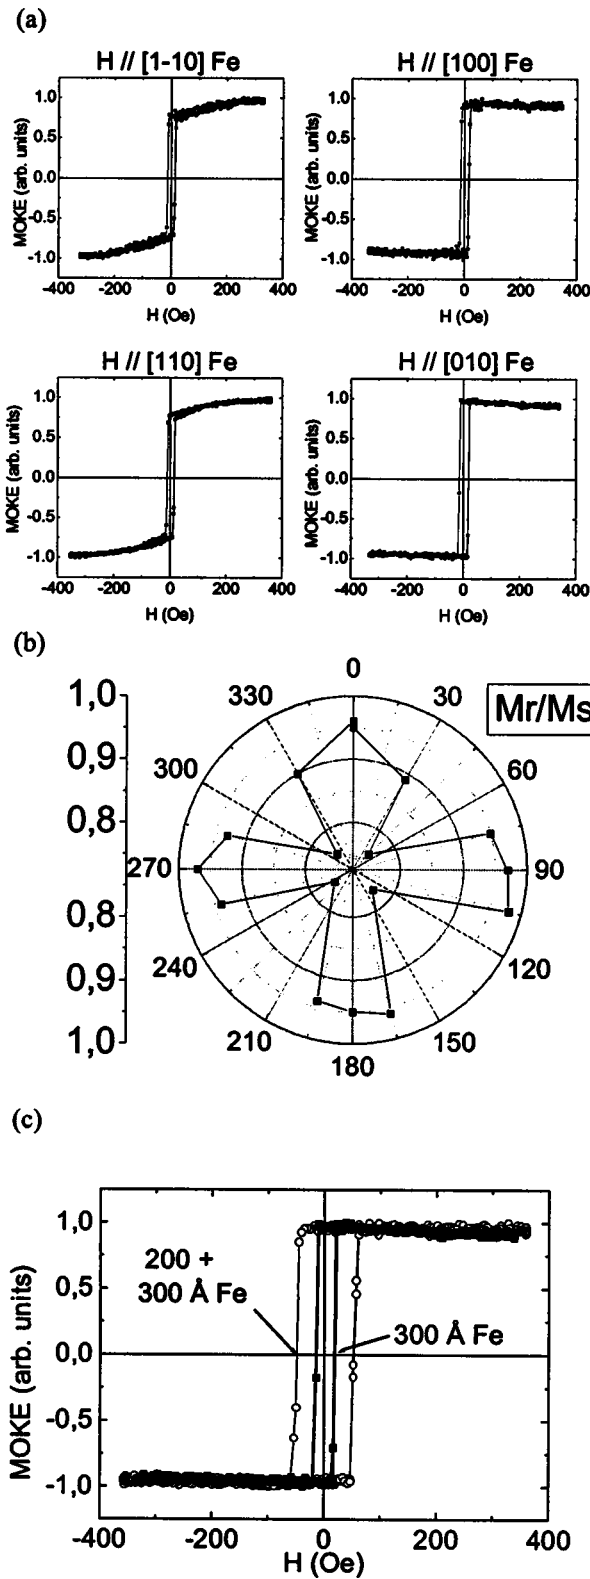 (a)
H // [1-10] Fe
MOKE (arb. units)
1.0
0.5
0.0
-0.5
-1.0
-400 -200 0 200 400
H (Oe)
H // [100] Fe
MOKE (arb. units)
1.0
0.5
0.0
-0.5
-1.0
-400 -200 0 200 400
H (Oe)
H // [110] Fe
MOKE (arb. units)
1.0
0.5
0.0
-0.5
-1.0
-400 -200 0 200 400
H (Oe)
H // [010] Fe
MOKE (arb. units)
1.0
0.5
0.0
-0.5
-1.0
-400 -200 0 200 400
H (Oe)
(b)
1,0
0,9
0,8
0,8
0,9
1,0
0
30
60
90
120
150
180
210
240
270
300
330
Mr/Ms
(c)
MOKE (arb. units)
1,0
0,5
0,0
-0,5
-1,0
200 +
300 Å Fe
300 Å Fe
-400 -200 0 200 400
H (Oe)